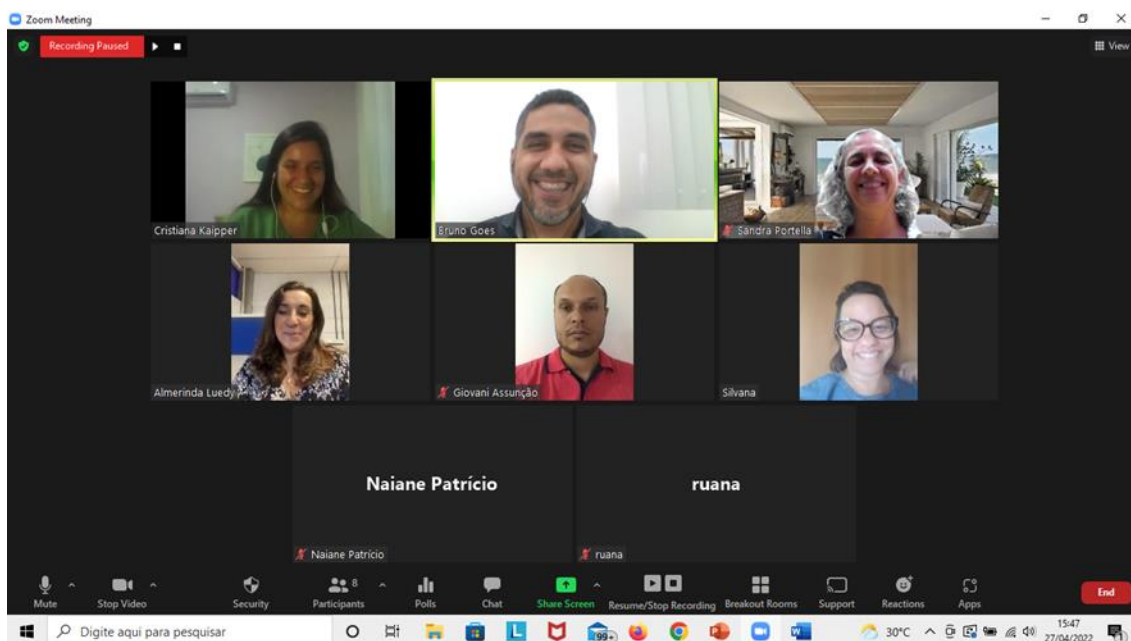 Zoom Meeting
Recording Paused
View
Cristiana Kaipper
Bruno Goes
Sandra Portella
Almerinda Luedy
Giovani Assunção
Silvana
Naiane Patrício
ruana
Naiane Patrício
ruana
8
Mute
Stop Video
Security
Participants
Polls
Chat
Share Screen
Resume/Stop Recording
Breakout Rooms
Support
Reactions
Apps
End
Digite aqui para pesquisar
L
99+
W
30°C
15:47
27/04/2022